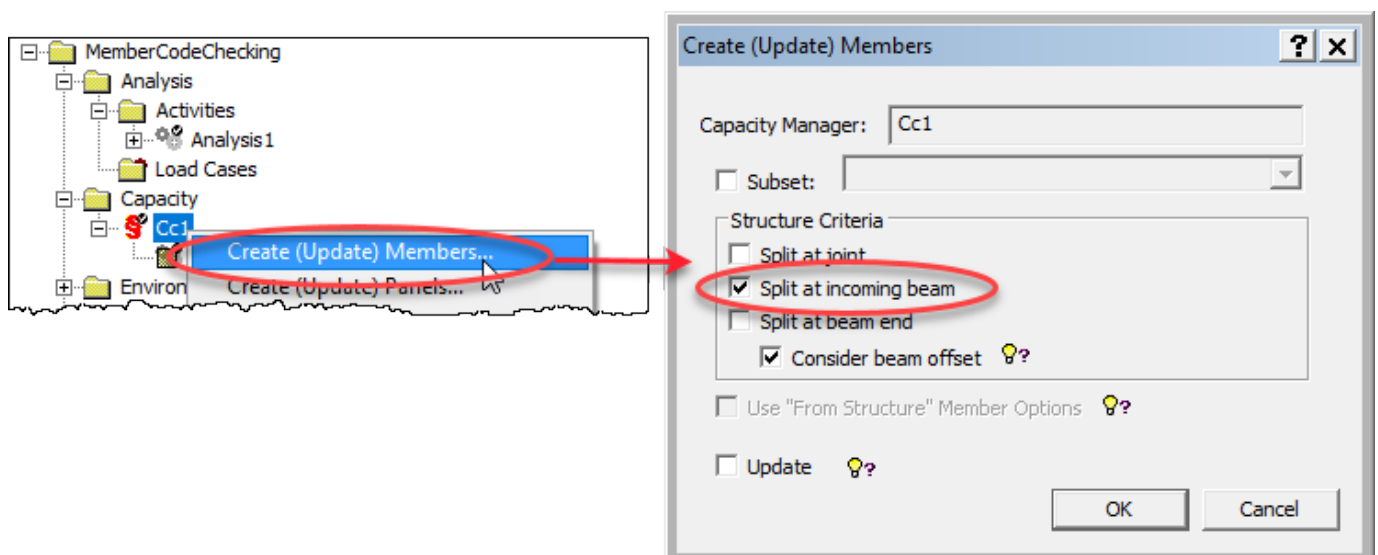 MemberCodeChecking
Analysis
Activities
Analysis1
Load Cases
Capacity
Cc1
Create (Update) Members...
Environ
Create (Update) Panels...
Create (Update) Members
Capacity Manager: Cc1
Subset:
Structure Criteria
Split at joint
Split at incoming beam
Split at beam end
Consider beam offset
Use "From Structure" Member Options
Update
OK Cancel